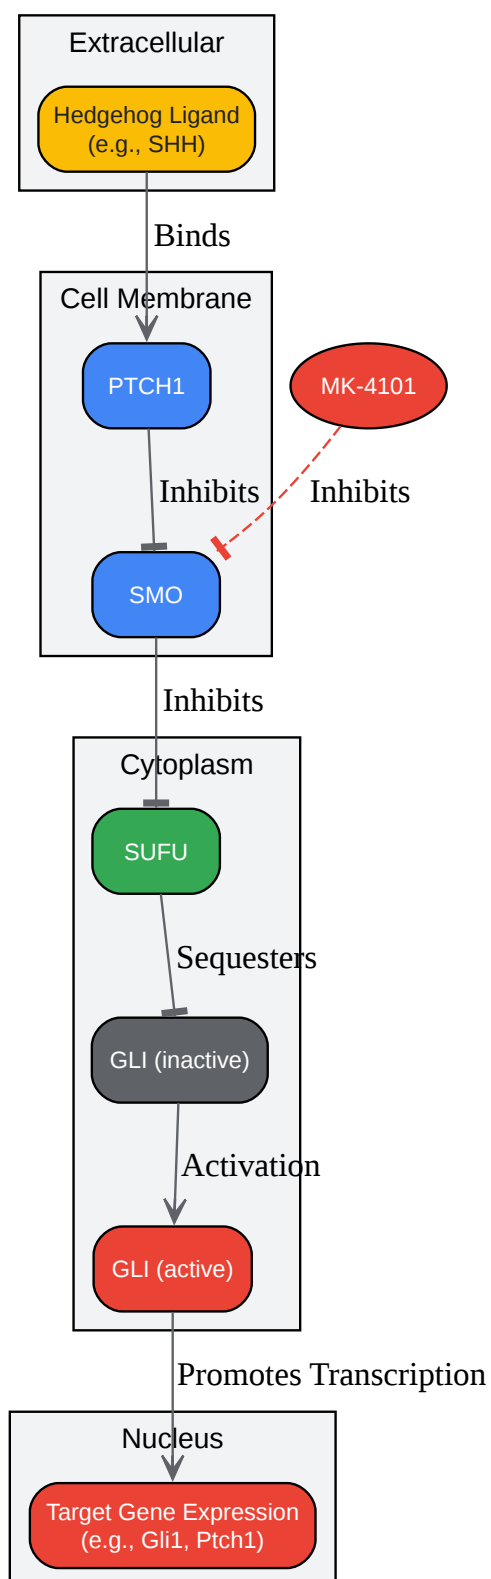 Extracellular
Hedgehog Ligand
(e.g., SHH)
Binds
Cell Membrane
PTCH1
MK-4101
Inhibits
Inhibits
SMO
Inhibits
Cytoplasm
SUFU
Sequesters
GLI (inactive)
Activation
GLI (active)
Promotes Transcription
Nucleus
Target Gene Expression
(e.g., Gli1, Ptch1)